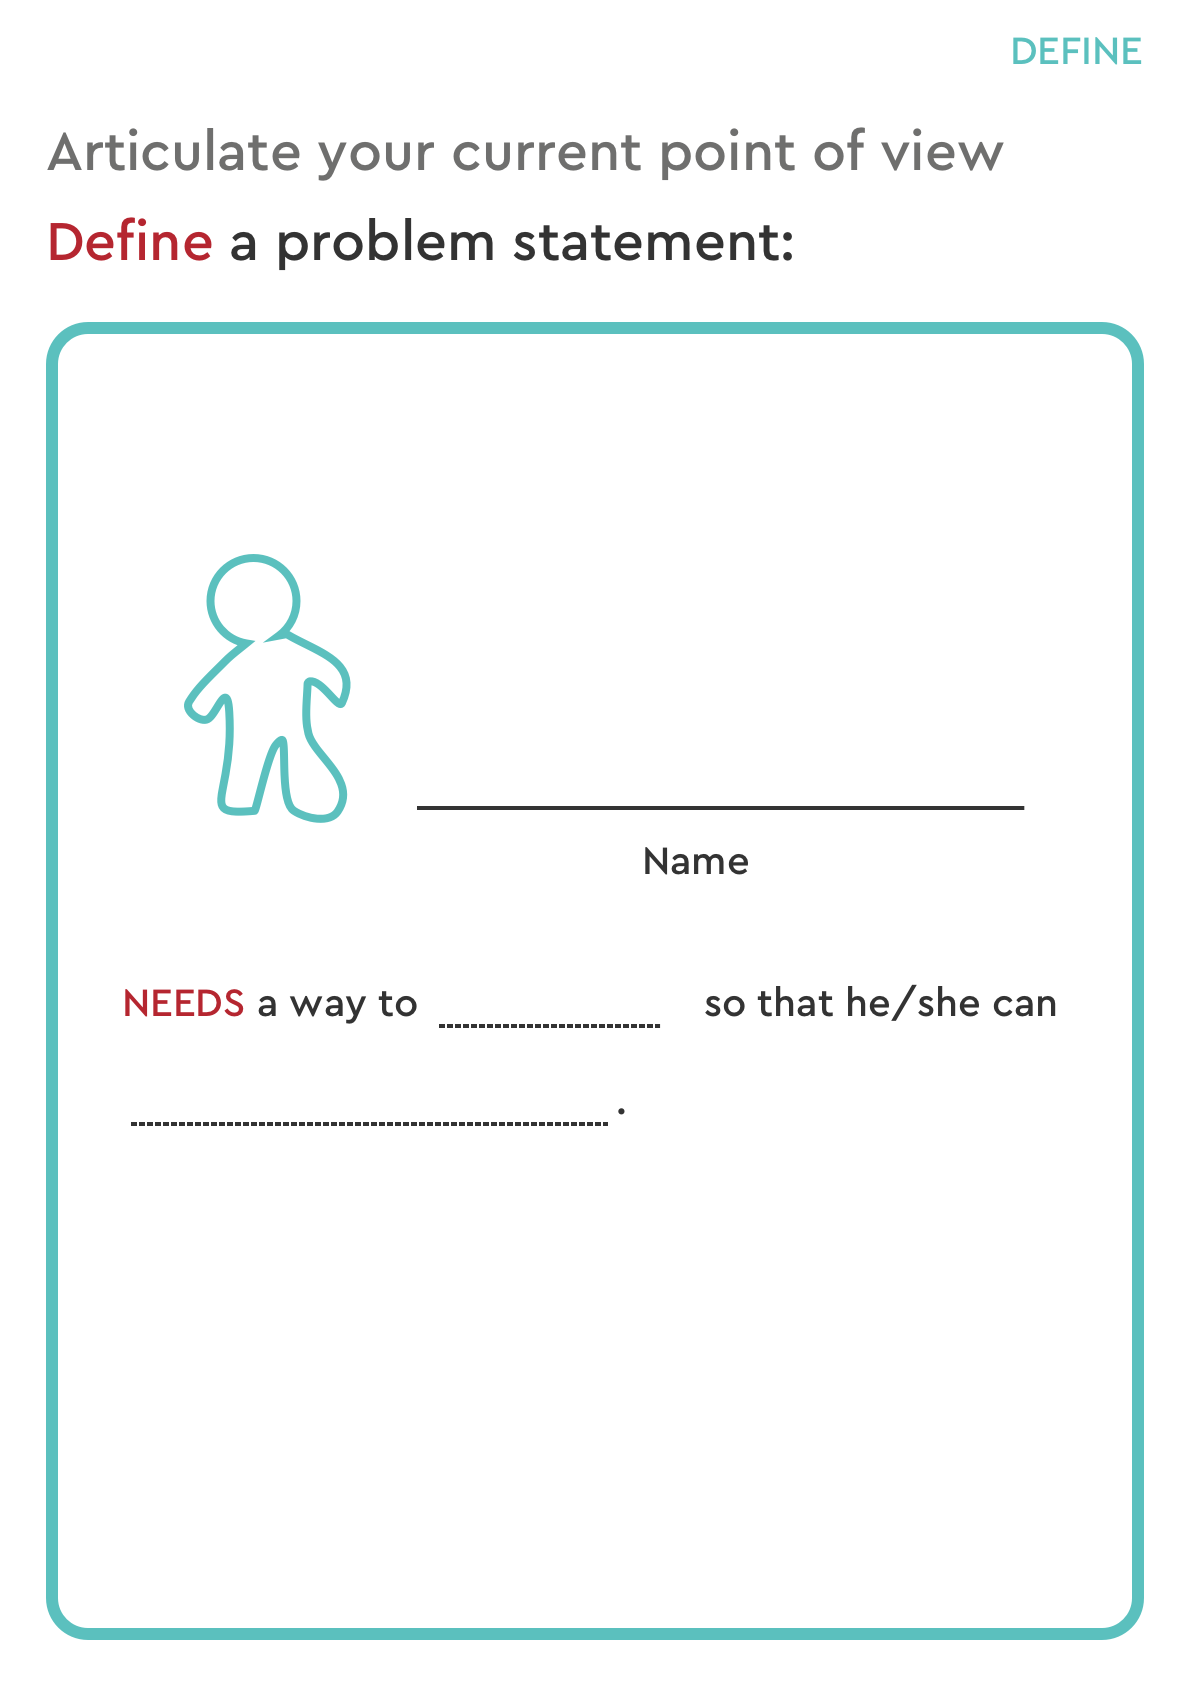 DEFINE
Articulate your current point of view
Define a problem statement:
Name
NEEDS a way to so that he/she can
.